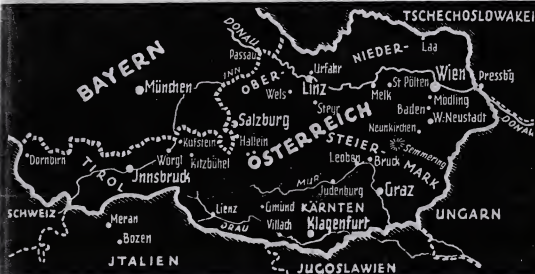 TSCHECHOSLOWAKEI
DONAU
Passau
NIEDER-
Laa
BAYERN
INN
OBER-
Urfahr
Linz
Wien
Pressb'g
München
Wels
Melk
St Pölten
Steyr
Baden
Mödling
W.-Neustadt
DONAU
Salzburg
Neunkirchen
ÖSTERREICH
Hallein
Kufstein
Semmering
STEIER-
MARK
Dornbirn
Wörgl
Kitzbühel
Leoben
Bruck
TIROL
Jnnsbruck
MUR
Judenburg
Graz
SCHWEIZ
Lienz
Gmünd
KÄRNTEN
UNGARN
Meran
DRAU
Villach
Klagenfurt
Bozen
JTALIEN
JUGOSLAWIEN